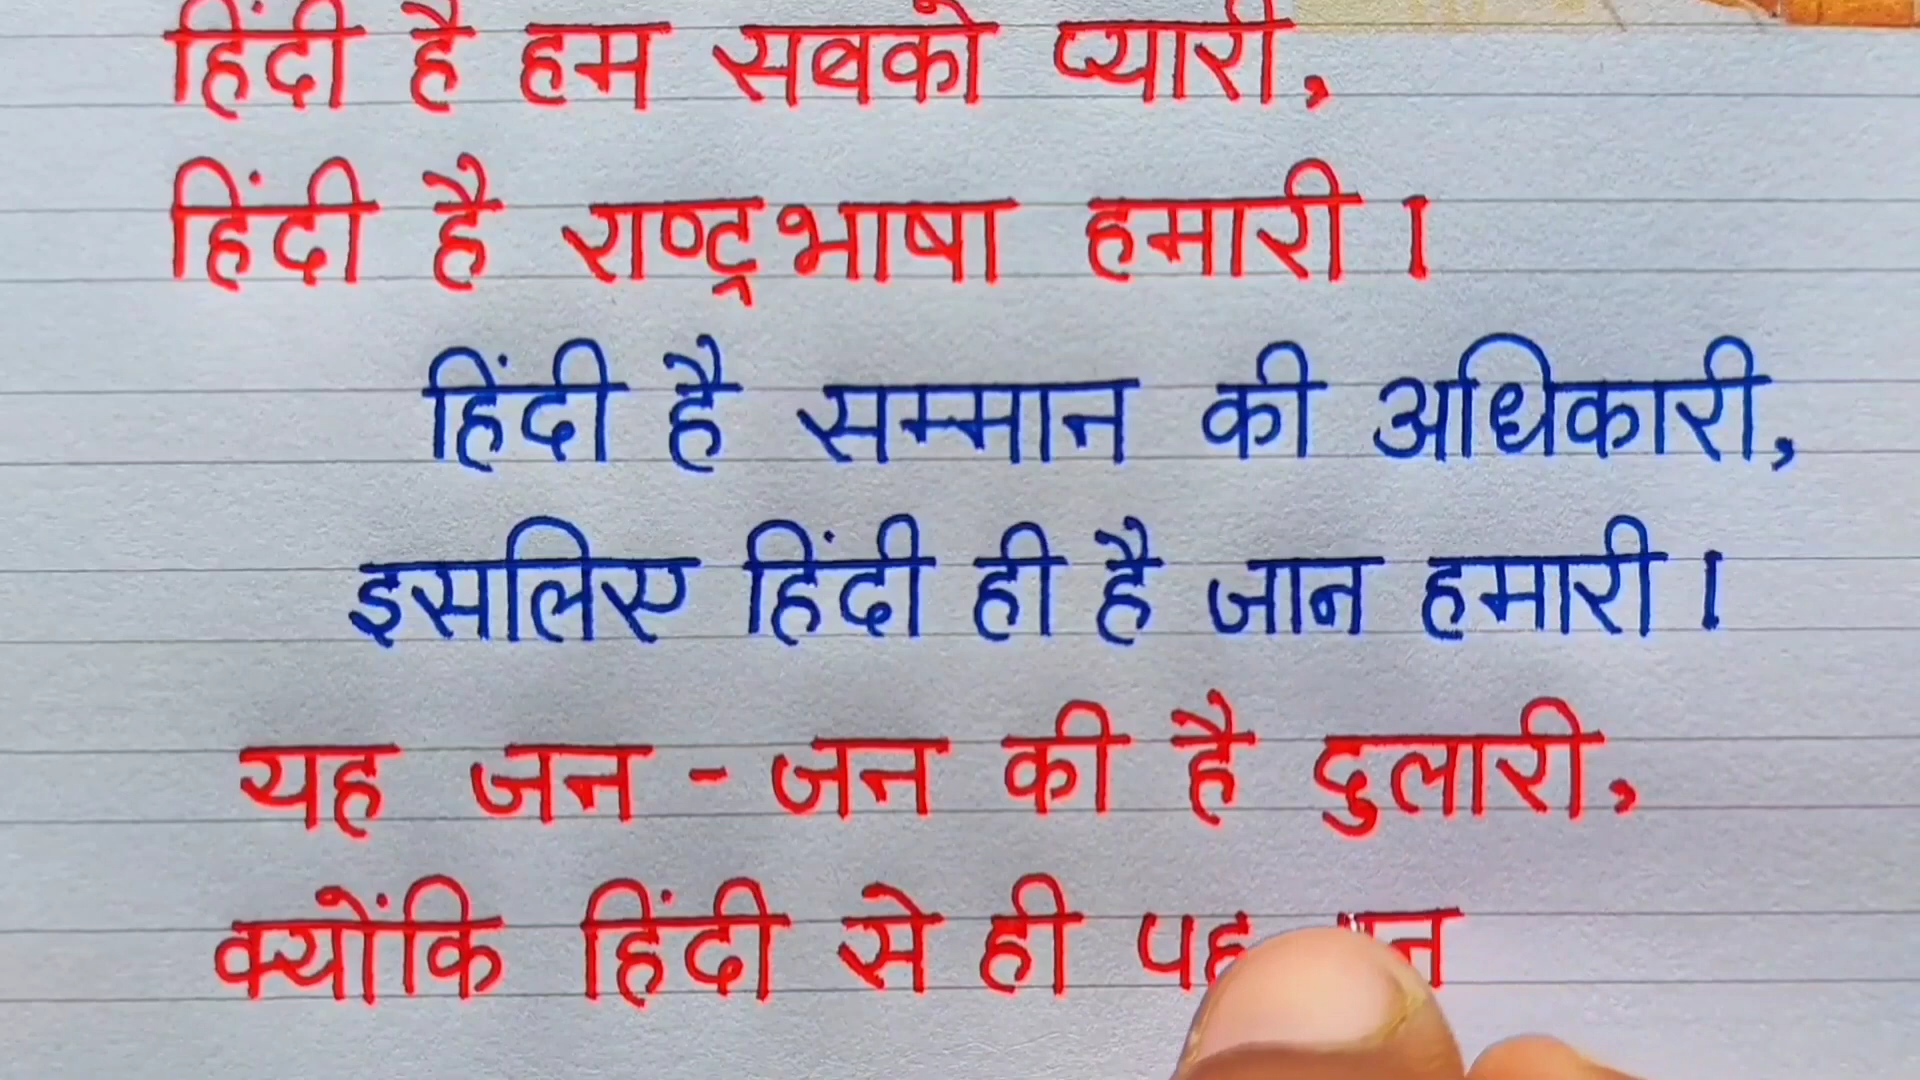 हिंदी है हम सबको प्यारी,
हिंदी है राष्ट्रभाषा हमारी ।
हिंदी है सम्मान की अधिकारी,
इसलिए हिंदी ही है जान हमारी ।
यह जन - जन की है दुलारी,
क्योंकि हिंदी से ही